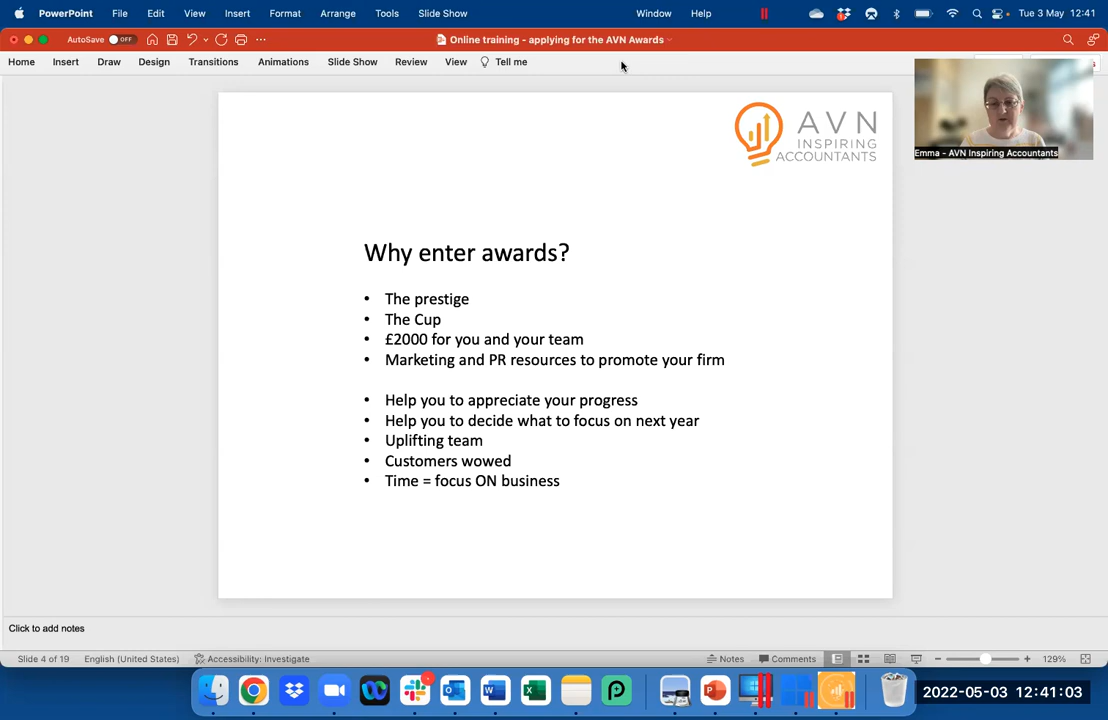 PowerPoint File Edit View Insert Format Arrange Tools Slide Show Window Help Tue 3 May 12:41
AutoSave OFF Online training - applying for the AVN Awards
Home Insert Draw Design Transitions Animations Slide Show Review View Tell me
AVN
INSPIRING
ACCOUNTANTS
Emma - AVN Inspiring Accountants
Why enter awards?
• The prestige
• The Cup
• £2000 for you and your team
• Marketing and PR resources to promote your firm
• Help you to appreciate your progress
• Help you to decide what to focus on next year
• Uplifting team
• Customers wowed
• Time = focus ON business
Click to add notes
Slide 4 of 19 English (United States) Accessibility: Investigate Notes Comments 129%
2022-05-03 12:41:03